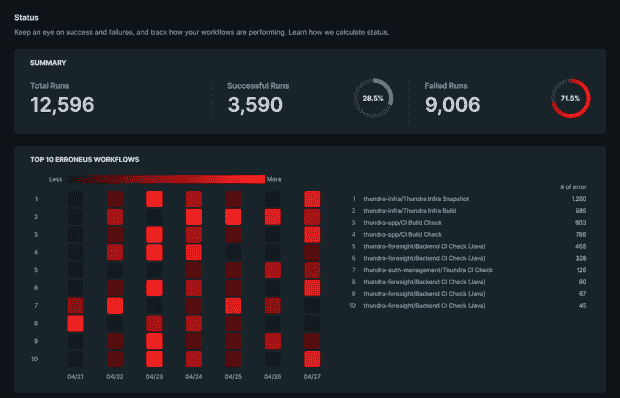 Status
Keep an eye on success and failures, and track how your workflows are performing. Learn how we calculate status.
SUMMARY
Total Runs
12,596
Successful Runs
3,590
28.5%
Failed Runs
9,006
71.5%
TOP 10 ERRONEUS WORKFLOWS
Less
More
# of error
1 thundra-infra/Thundra Infra Snapshot 1,280
2 thundra-infra/Thundra Infra Build 985
3 thundra-app/CI Build Check 903
4 thundra-app/CI Build Check
5 thundra-foresight/Backend CI Check (Java) 458
6 thundra-foresight/Backend CI Check (Java) 328
7 thundra-auth-management/Thundra CI Check 126
8 thundra-foresight/Backend CI Check (Java) 90
9 thundra-foresight/Backend CI Check (Java) 67
10 thundra-foresight/Backend CI Check (Java) 45
1
2
3
4
5
6
7
8
9
10
04/21 04/22 04/23 04/24 04/25 04/26 04/27